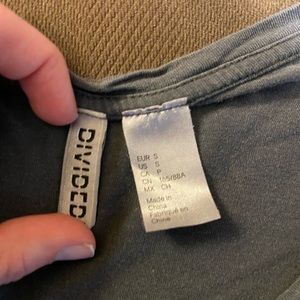 DIVIDED
EUR S
US S
CA P
CN 165/88A
MX CH
Made in
China
Fabriqué en
Chine